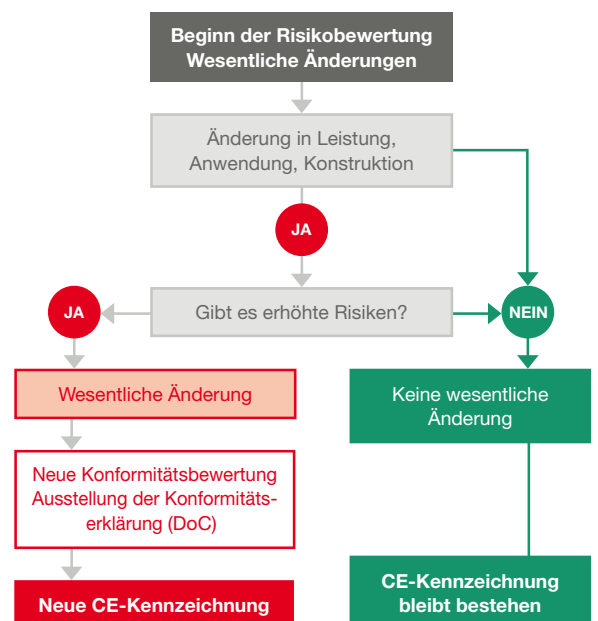 Beginn der Risikobewertung
Wesentliche Änderungen
Änderung in Leistung,
Anwendung, Konstruktion
JA
JA
Gibt es erhöhte Risiken?
NEIN
Wesentliche Änderung
Keine wesentliche
Änderung
Neue Konformitätsbewertung
Ausstellung der Konformitäts-
erklärung (DoC)
Neue CE-Kennzeichnung
CE-Kennzeichnung
bleibt bestehen